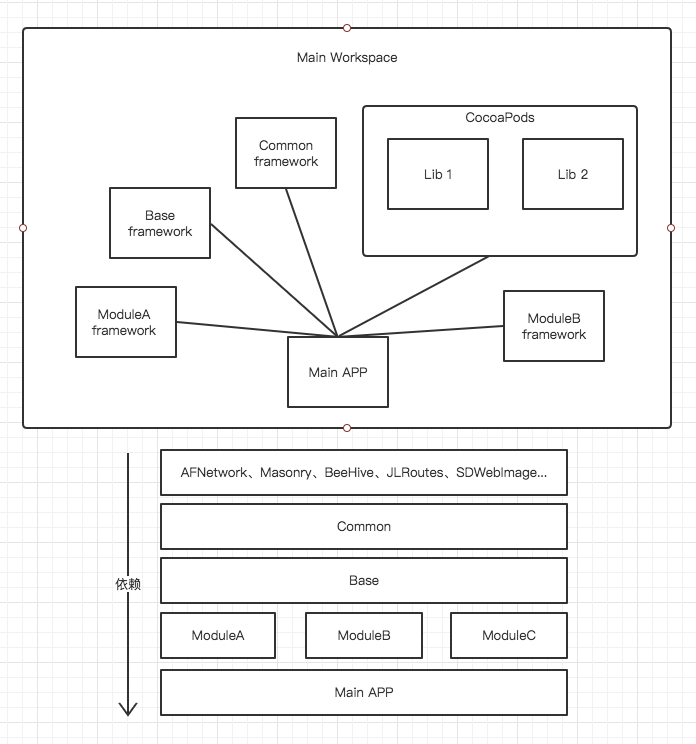 Main Workspace
CocoaPods
Common
framework
Lib 1
Lib 2
Base
framework
ModuleA
framework
ModuleB
framework
Main APP
AFNetwork、Masonry、BeeHive、JLRoutes、SDWebImage...
Common
依赖
Base
ModuleA
ModuleB
ModuleC
Main APP